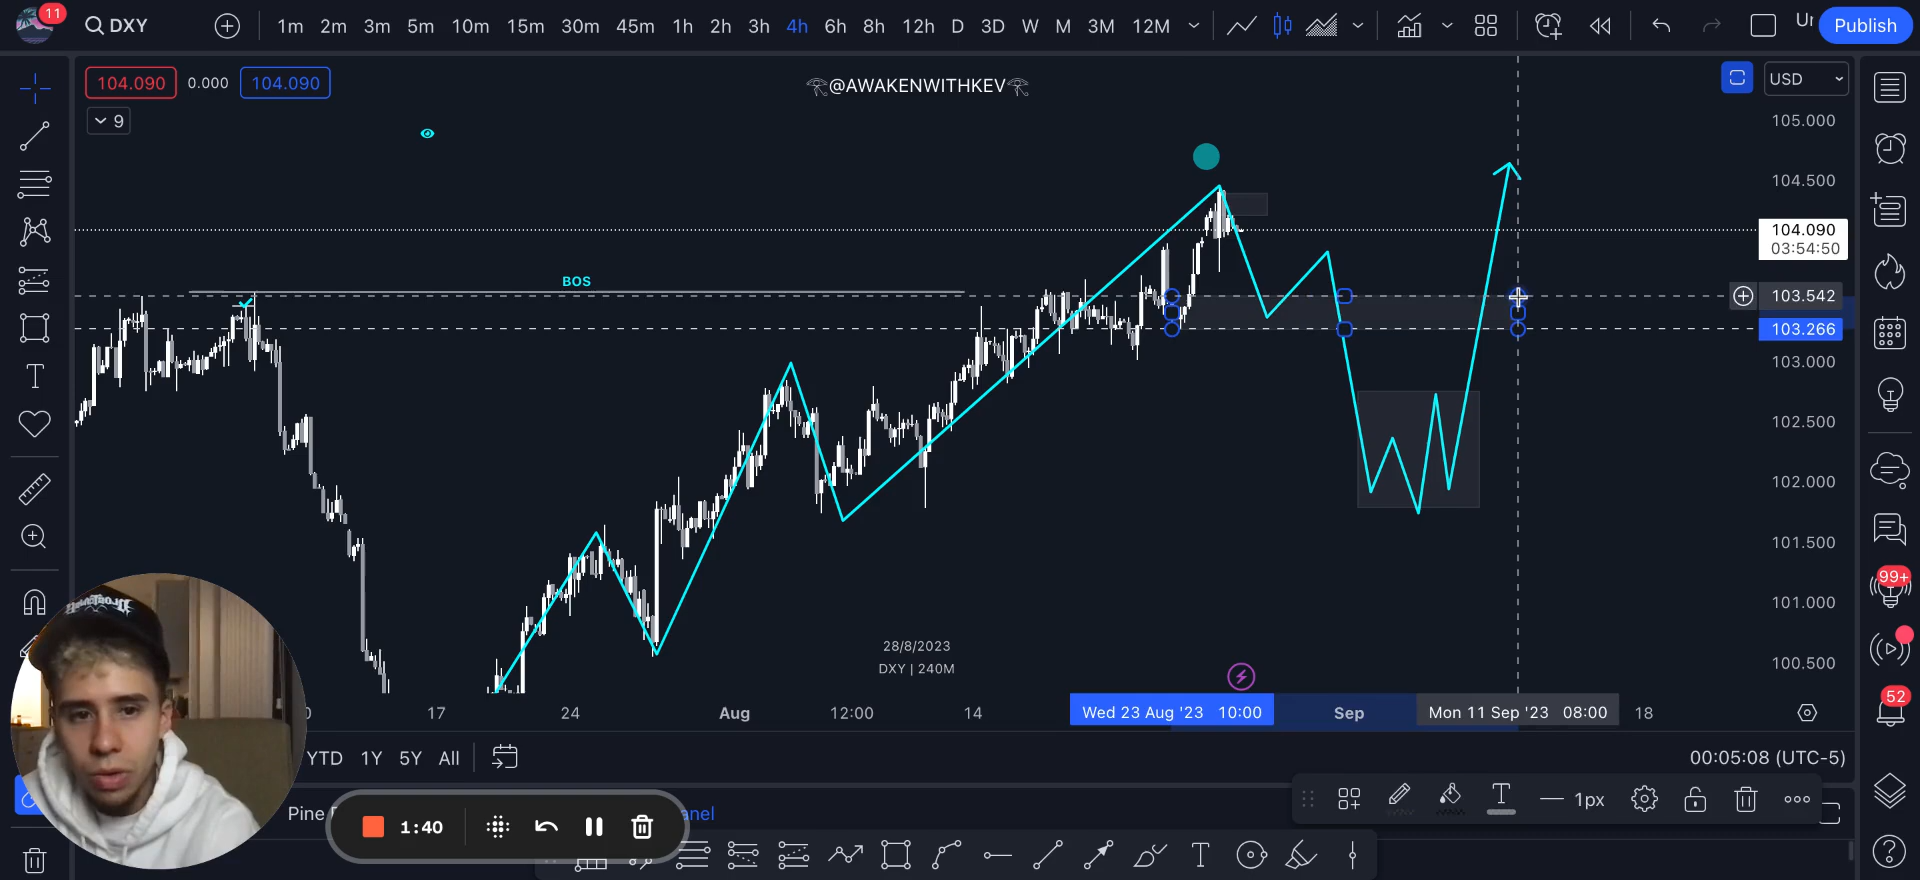 11
DXY
1m 2m 3m 5m 10m 15m 30m 45m 1h 2h 3h 4h 6h 8h 12h D 3D W M 3M 12M
Publish
104.090 0.000 104.090
@AWAKENWITHKEV
USD
9
105.000
104.500
104.090
03:54:50
BOS
103.542
103.266
103.000
102.500
102.000
101.500
101.000
100.500
99+
52
28/8/2023
DXY | 240M
17 24 Aug 12:00 14 Wed 23 Aug '23 10:00 Sep Mon 11 Sep '23 08:00 18
YTD 1Y 5Y All
00:05:08 (UTC-5)
Pine
1:40
1px